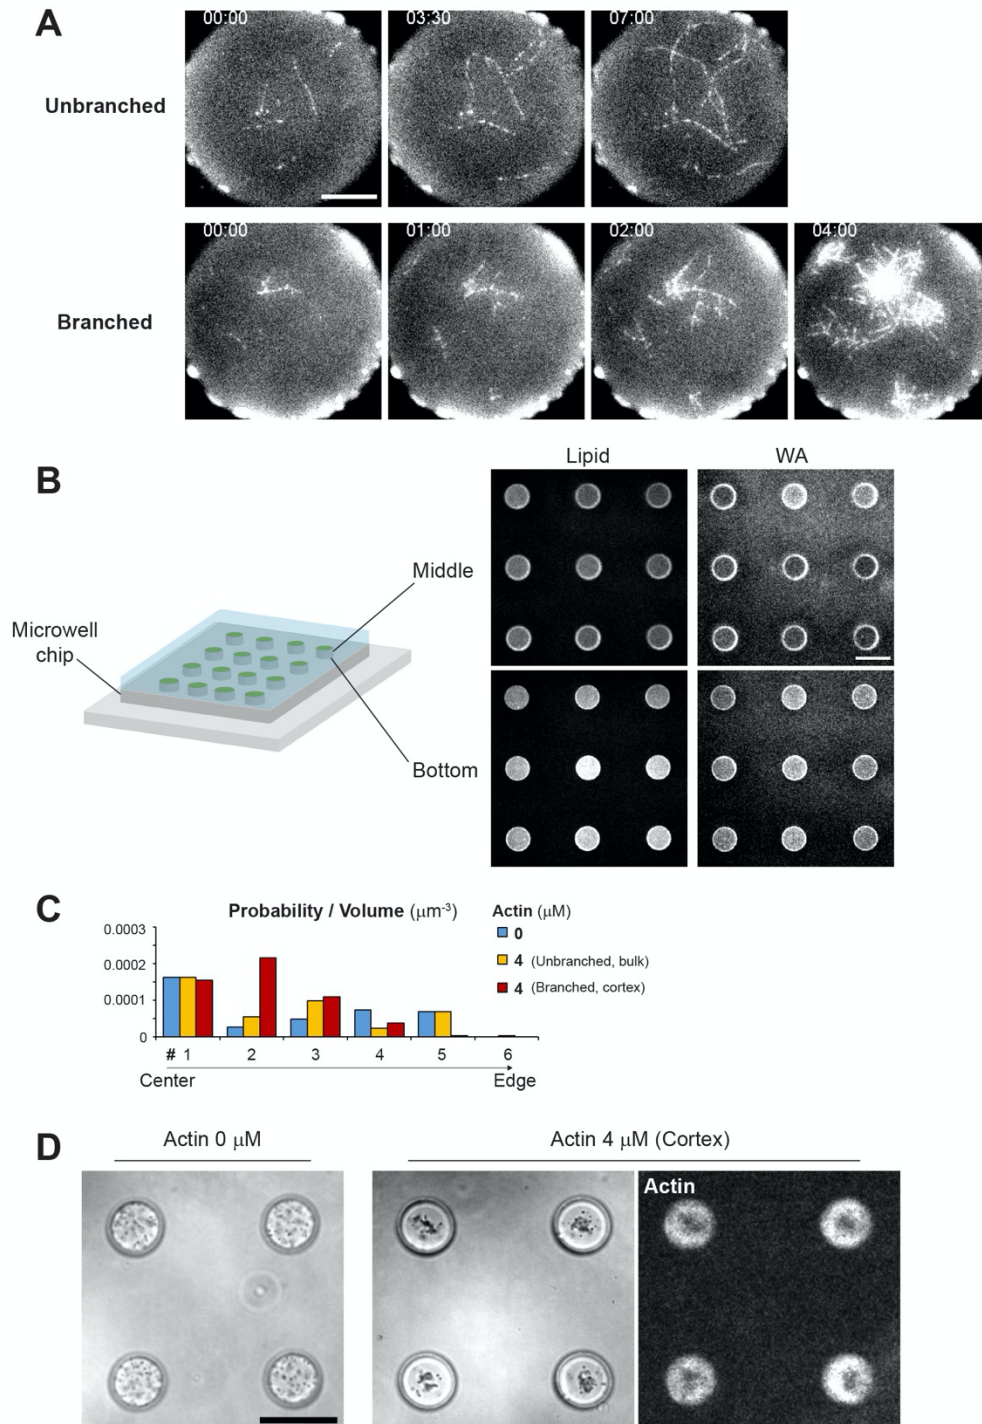 A
Unbranched
00:00
03:30
07:00
Branched
00:00
01:00
02:00
04:00
B
Lipid
WA
Microwell
chip
Middle
Bottom
C
Probability / Volume (μm⁻³)
0.0003
0.0002
0.0001
0
# 1 2 3 4 5 6
Center
Edge
Actin (μM)
0
4 (Unbranched, bulk)
4 (Branched, cortex)
D
Actin 0 μM
Actin 4 μM (Cortex)
Actin